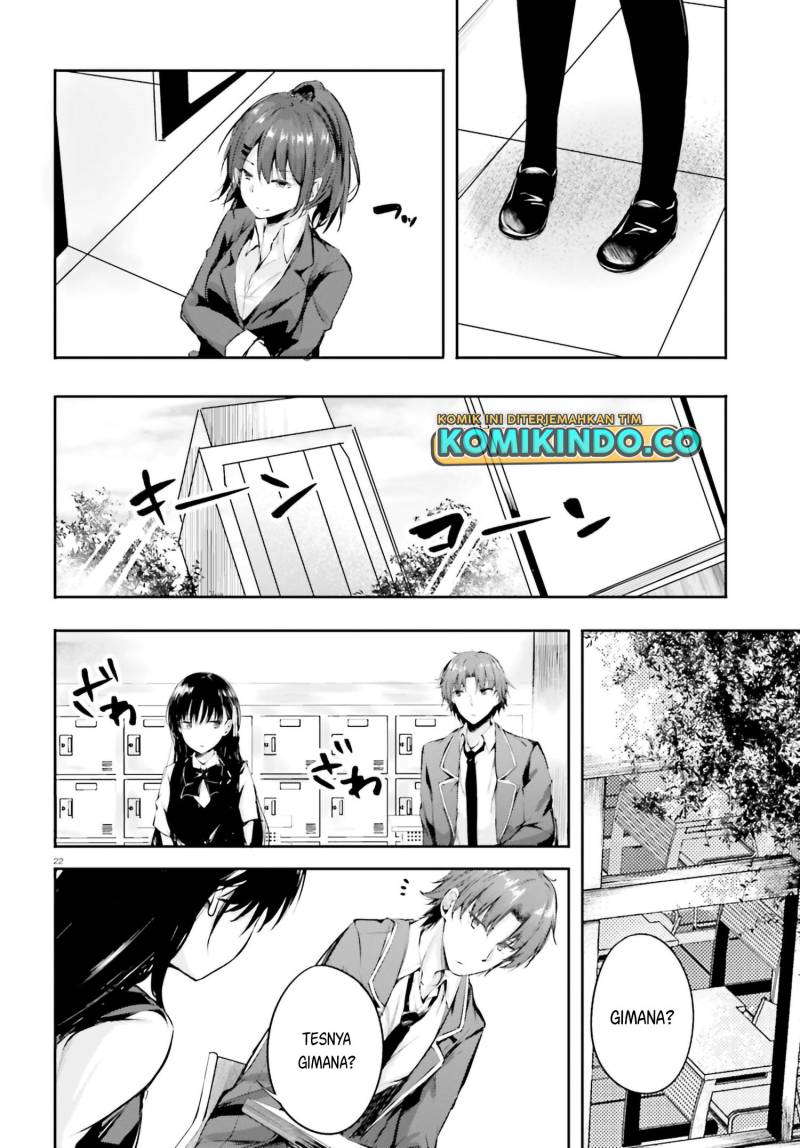 フッ
KOMIK INI DITERJEMAHKAN TIM
KOMIKINDO.CO
コーン
キーン
GIMANA?
ざわ
ざわ
22
TESNYA
GIMANA?